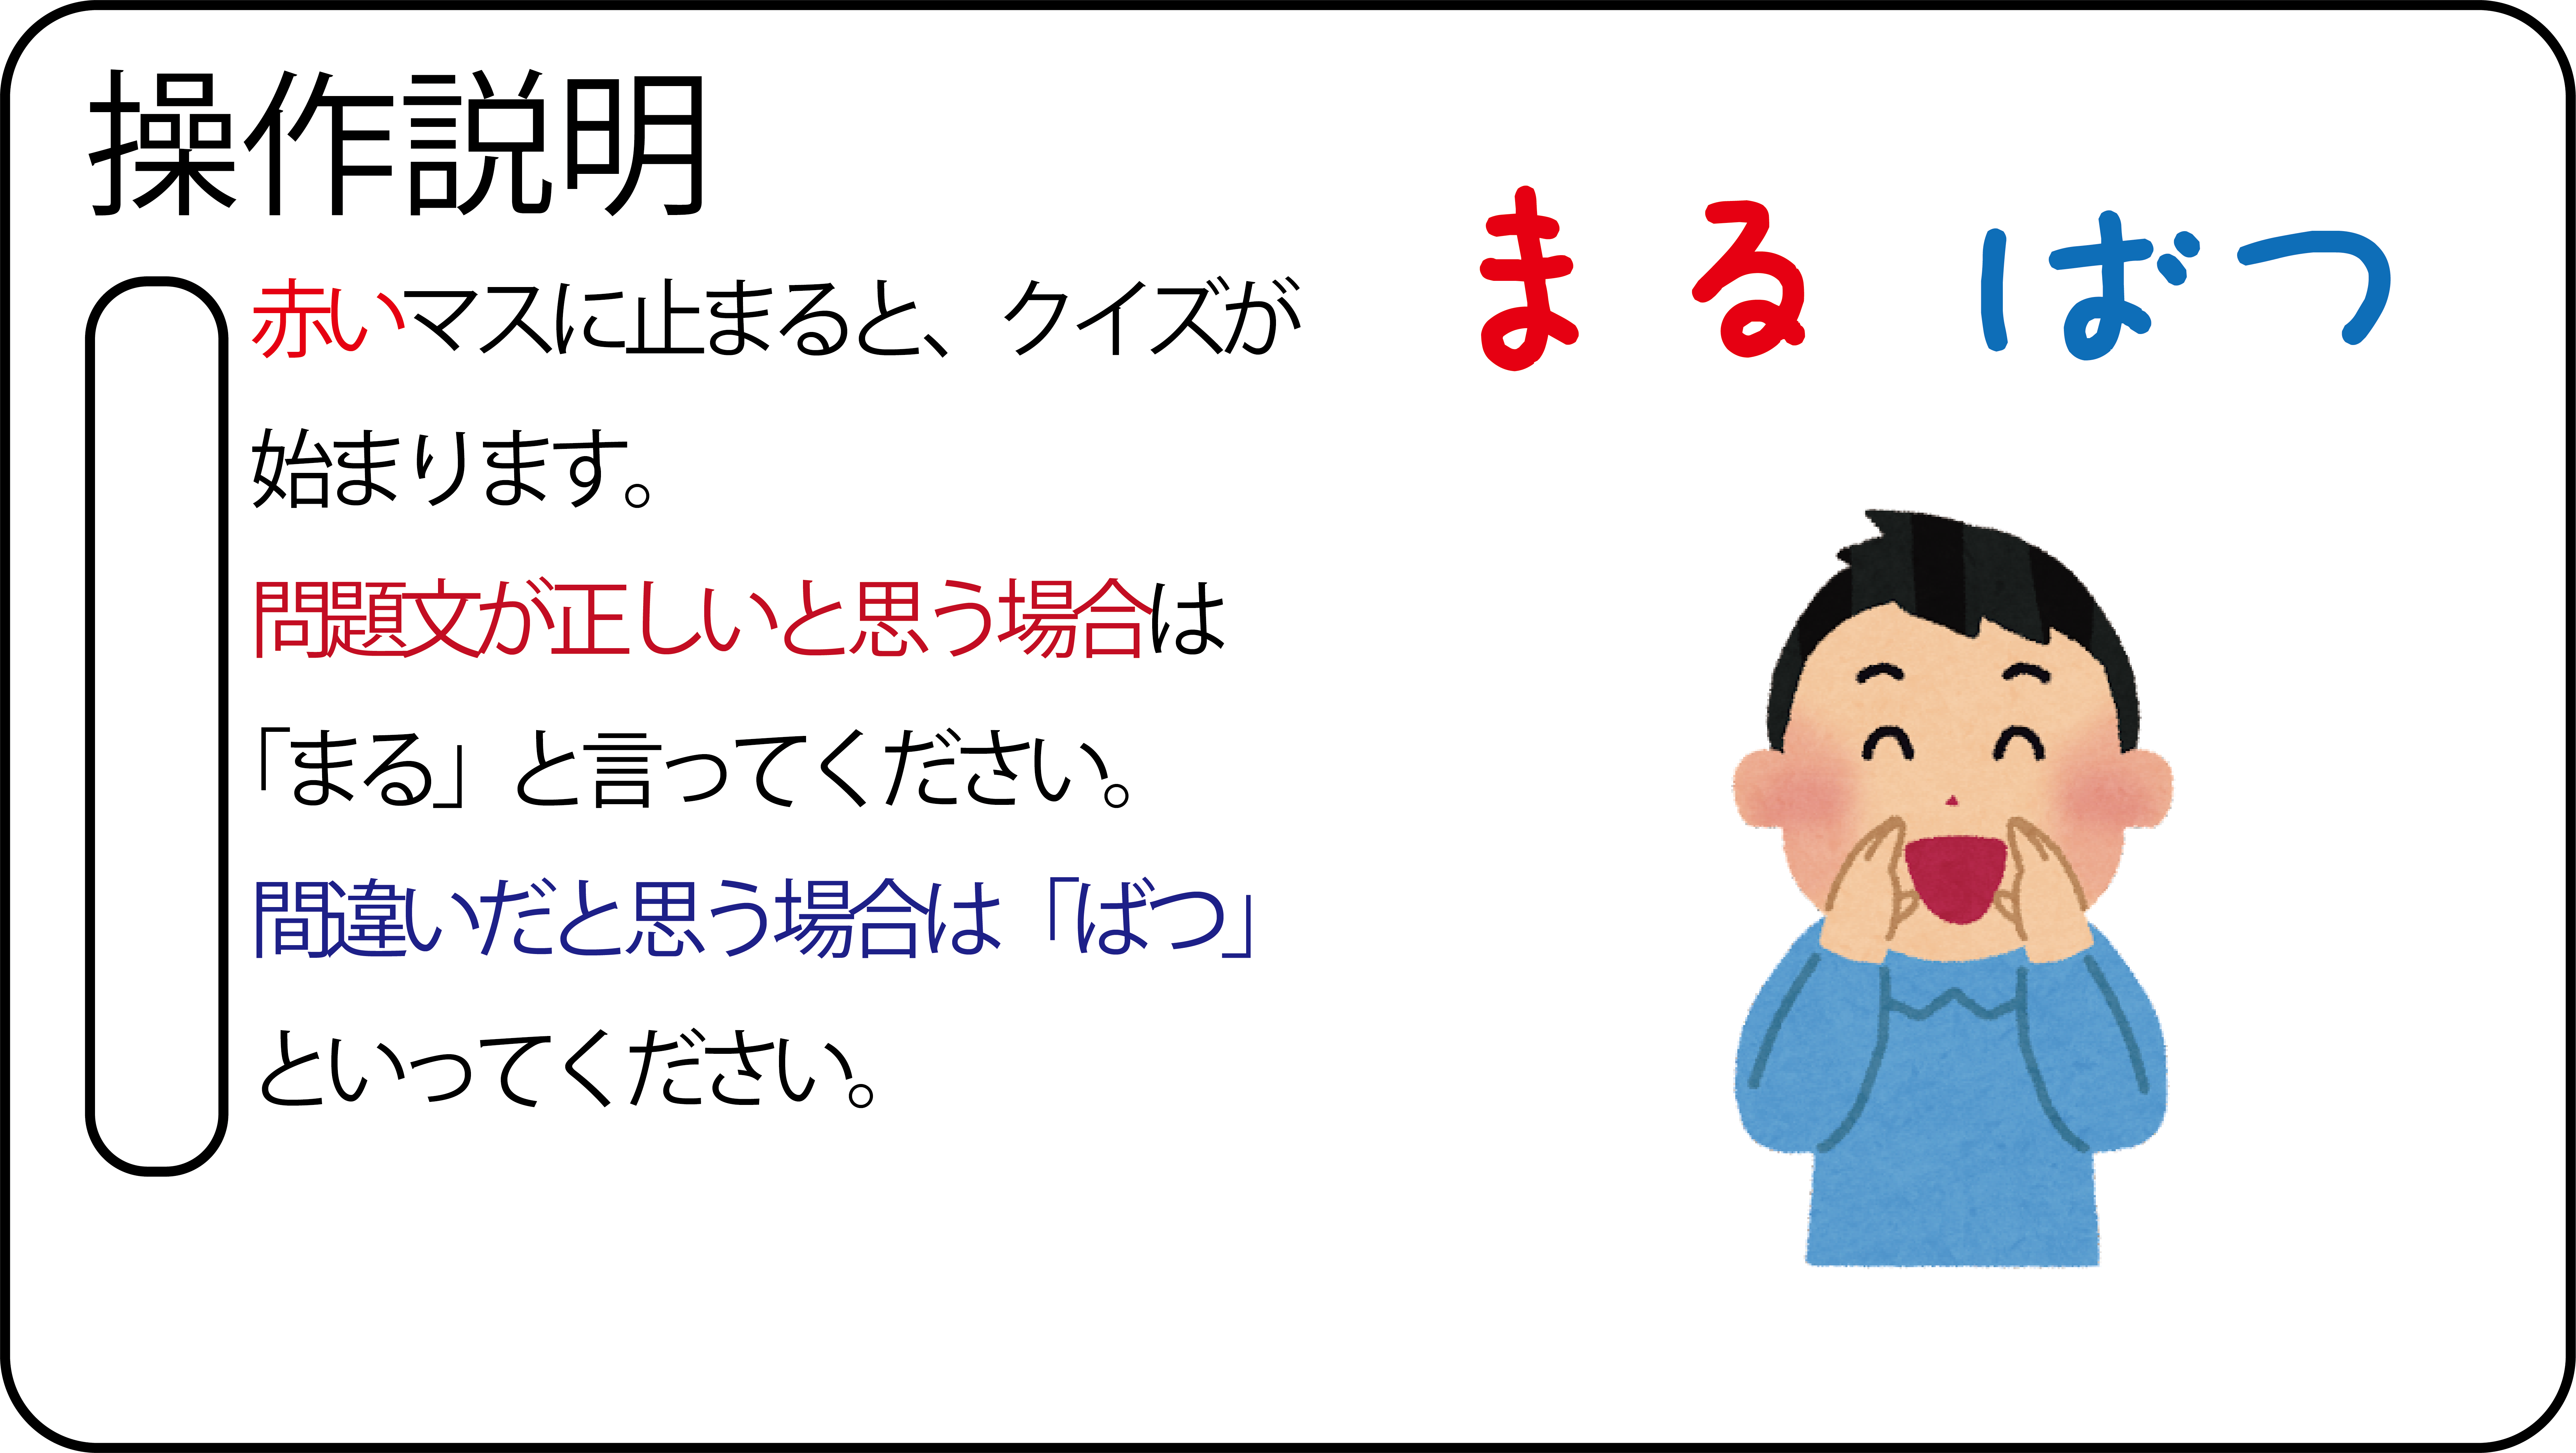 操作説明
赤いマスに止まると、クイズが
始まります。
問題文が正しいと思う場合は
「まる」と言ってください。
間違いだと思う場合は「ばつ」
といってください。
まる ばつ